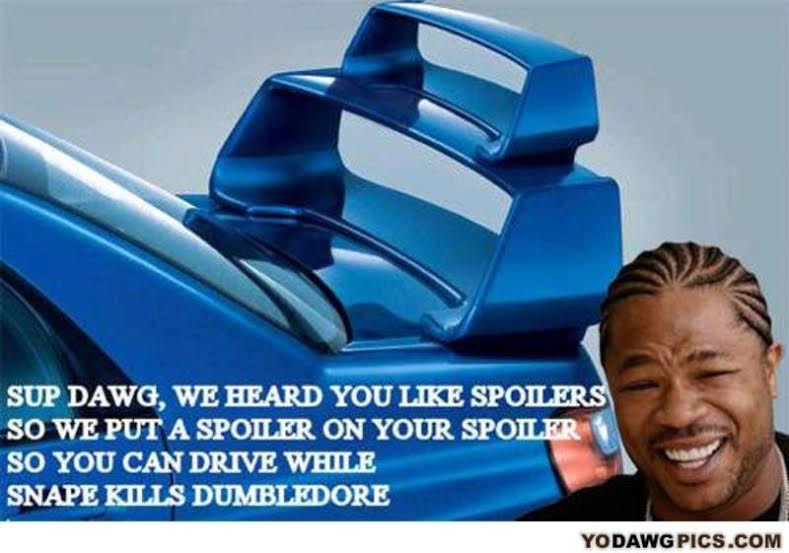 SUP DAWG, WE HEARD YOU LIKE SPOILERS
SO WE PUT A SPOILER ON YOUR SPOILER
SO YOU CAN DRIVE WHILE
SNAPE KILLS DUMBLEDORE
YODAWGPICS.COM